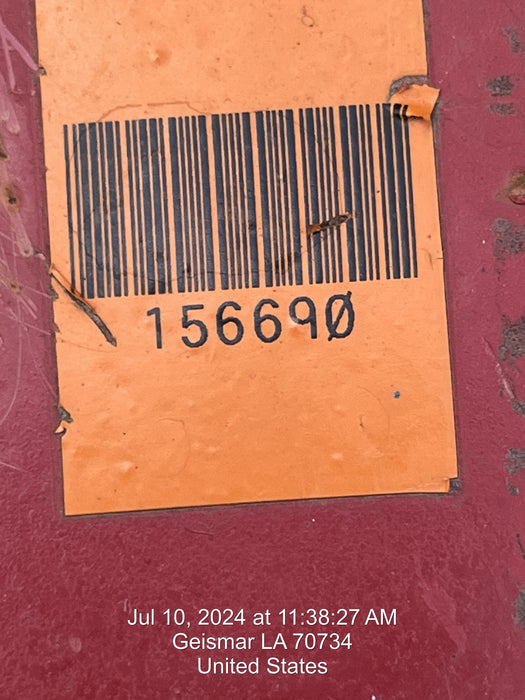 156690
Jul 10, 2024 at 11:38:27 AM
Geismar LA 70734
United States